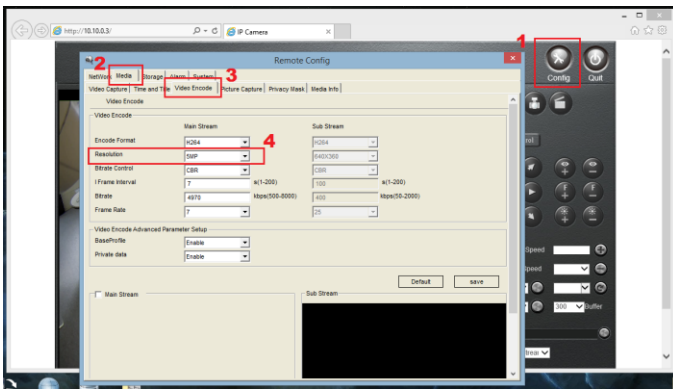 http://10.10.0.3/
IP Camera
1
Remote Config
2
NetWork Media Storage Alarm System
3
Config Quit
Video Capture Time and Title Video Encode Picture Capture Privacy Mask Media Info
Video Encode
Video Encode
Main Stream Sub Stream
4
Encode Format H264 H264
Resolution 5MP 640X360
Bitrate Control CBR CBR
I Frame Interval 7 s(1-200) 100 s(1-200)
Bitrate 4970 kbps(500-8000) 400 kbps(50-2000)
Frame Rate 7 25
Video Encode Advanced Parameter Setup
BaseProfile Enable
Private data Enable
Speed
Speed
Default save
300 Buffer
Main Stream Sub Stream